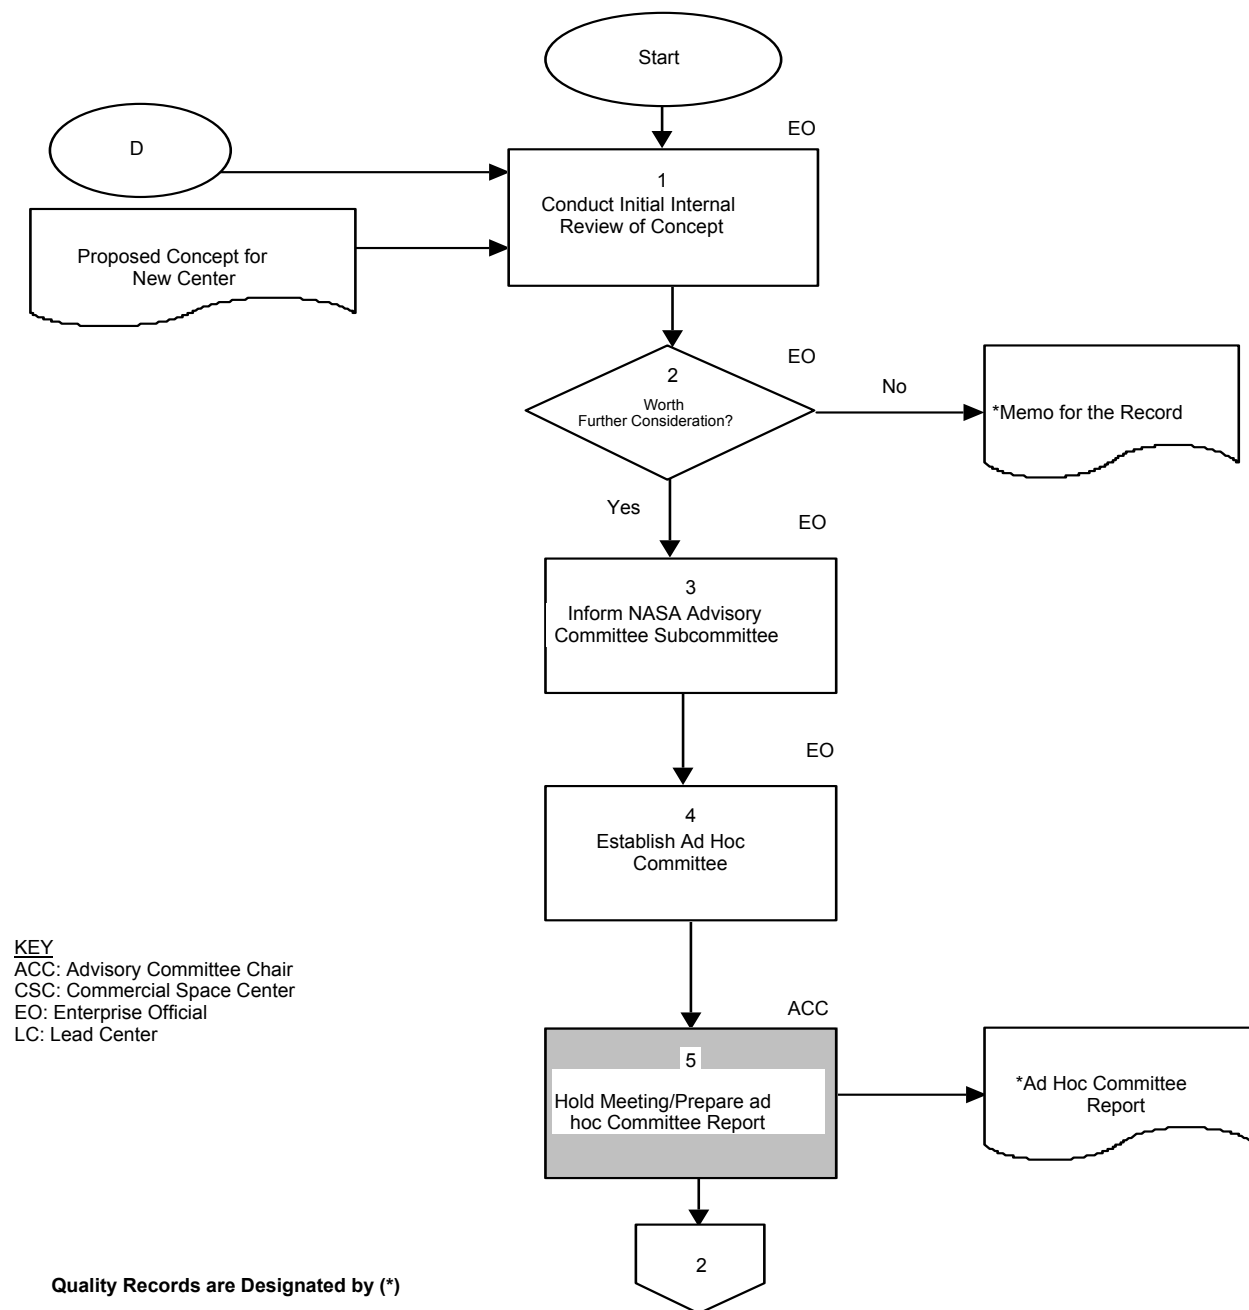 Start
EO
D
1
Conduct Initial Internal
Review of Concept
Proposed Concept for
New Center
EO
2
Worth
Further Consideration?
No
*Memo for the Record
Yes
EO
3
Inform NASA Advisory
Committee Subcommittee
EO
4
Establish Ad Hoc
Committee
KEY
ACC: Advisory Committee Chair
CSC: Commercial Space Center
EO: Enterprise Official
LC: Lead Center
ACC
5
Hold Meeting/Prepare ad
hoc Committee Report
*Ad Hoc Committee
Report
2
Quality Records are Designated by (*)